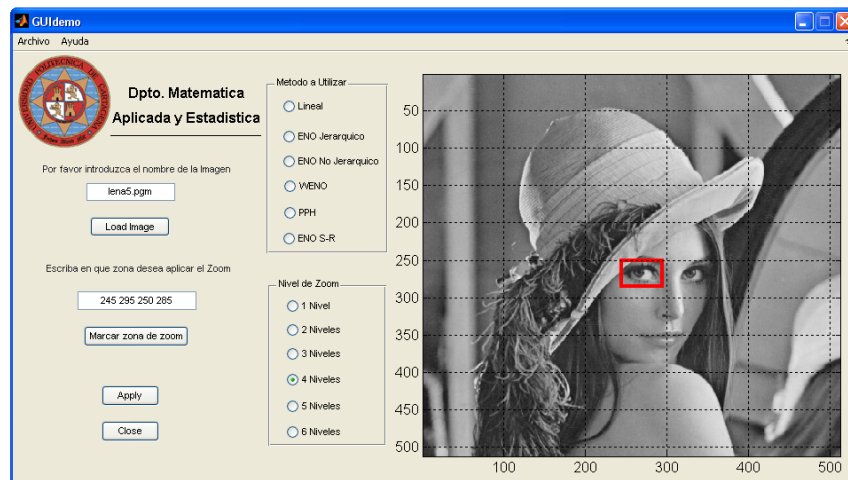 GUIdemo
Archivo Ayuda
UNIVERSIDAD POLITECNICA DE CARTAGENA
Dpto. Matematica
Aplicada y Estadistica
Por favor introduzca el nombre de la Imagen
lena5.pgm
Load Image
Escriba en que zona desea aplicar el Zoom
245 295 250 285
Marcar zona de zoom
Apply
Close
Metodo a Utilizar
Lineal
ENO Jerarquico
ENO No Jerarquico
WENO
PPH
ENO S-R
Nivel de Zoom
1 Nivel
2 Niveles
3 Niveles
4 Niveles
5 Niveles
6 Niveles
50
100
150
200
250
300
350
400
450
500
100 200 300 400 500